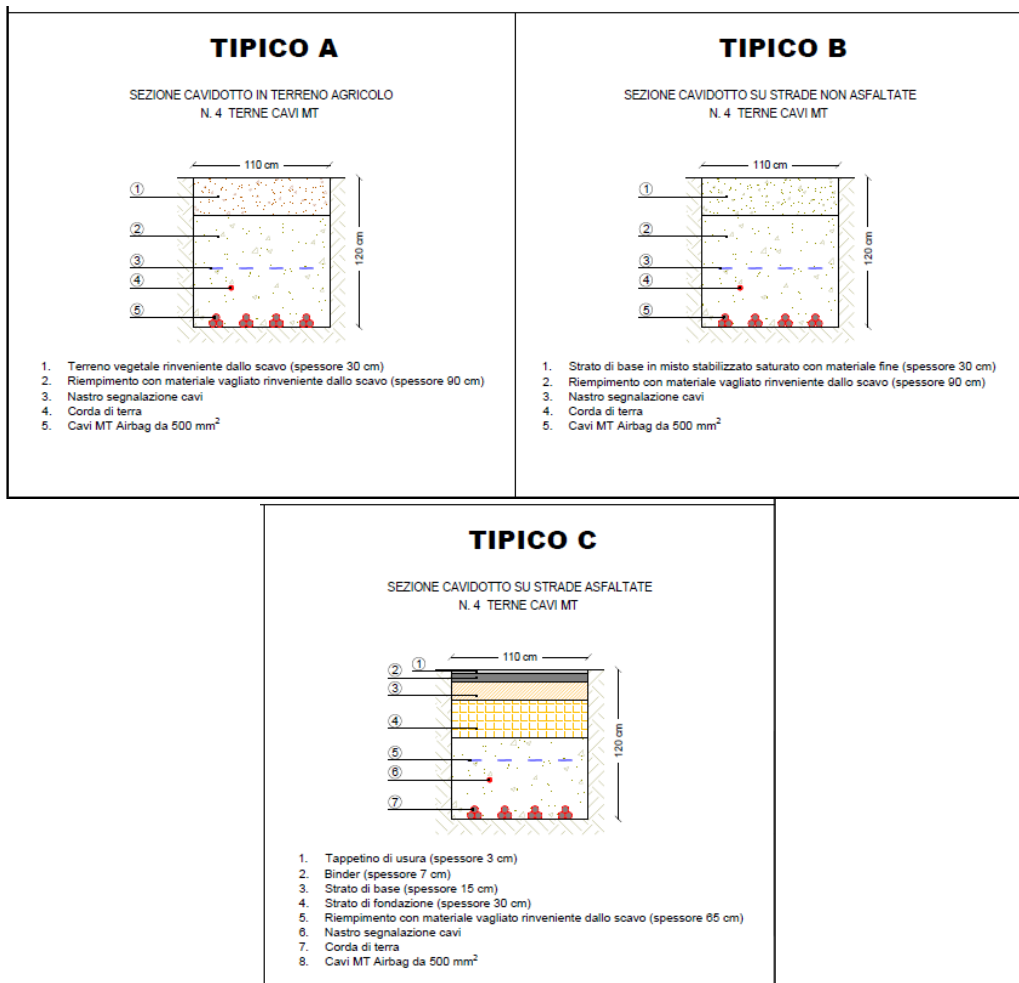 TIPICO A
SEZIONE CAVIDOTTO IN TERRENO AGRICOLO
N. 4 TERNE CAVI MT
110 cm
120 cm
1
2
3
4
5
1. Terreno vegetale rinveniente dallo scavo (spessore 30 cm)
2. Riempimento con materiale vagliato rinveniente dallo scavo (spessore 90 cm)
3. Nastro segnalazione cavi
4. Corda di terra
5. Cavi MT Airbag da 500 mm²
TIPICO B
SEZIONE CAVIDOTTO SU STRADE NON ASFALTATE
N. 4 TERNE CAVI MT
110 cm
120 cm
1
2
3
4
5
1. Strato di base in misto stabilizzato saturato con materiale fine (spessore 30 cm)
2. Riempimento con materiale vagliato rinveniente dallo scavo (spessore 90 cm)
3. Nastro segnalazione cavi
4. Corda di terra
5. Cavi MT Airbag da 500 mm²
TIPICO C
SEZIONE CAVIDOTTO SU STRADE ASFALTATE
N. 4 TERNE CAVI MT
110 cm
120 cm
1
2
3
4
5
6
7
1. Tappetino di usura (spessore 3 cm)
2. Binder (spessore 7 cm)
3. Strato di base (spessore 15 cm)
4. Strato di fondazione (spessore 30 cm)
5. Riempimento con materiale vagliato rinveniente dallo scavo (spessore 65 cm)
6. Nastro segnalazione cavi
7. Corda di terra
8. Cavi MT Airbag da 500 mm²